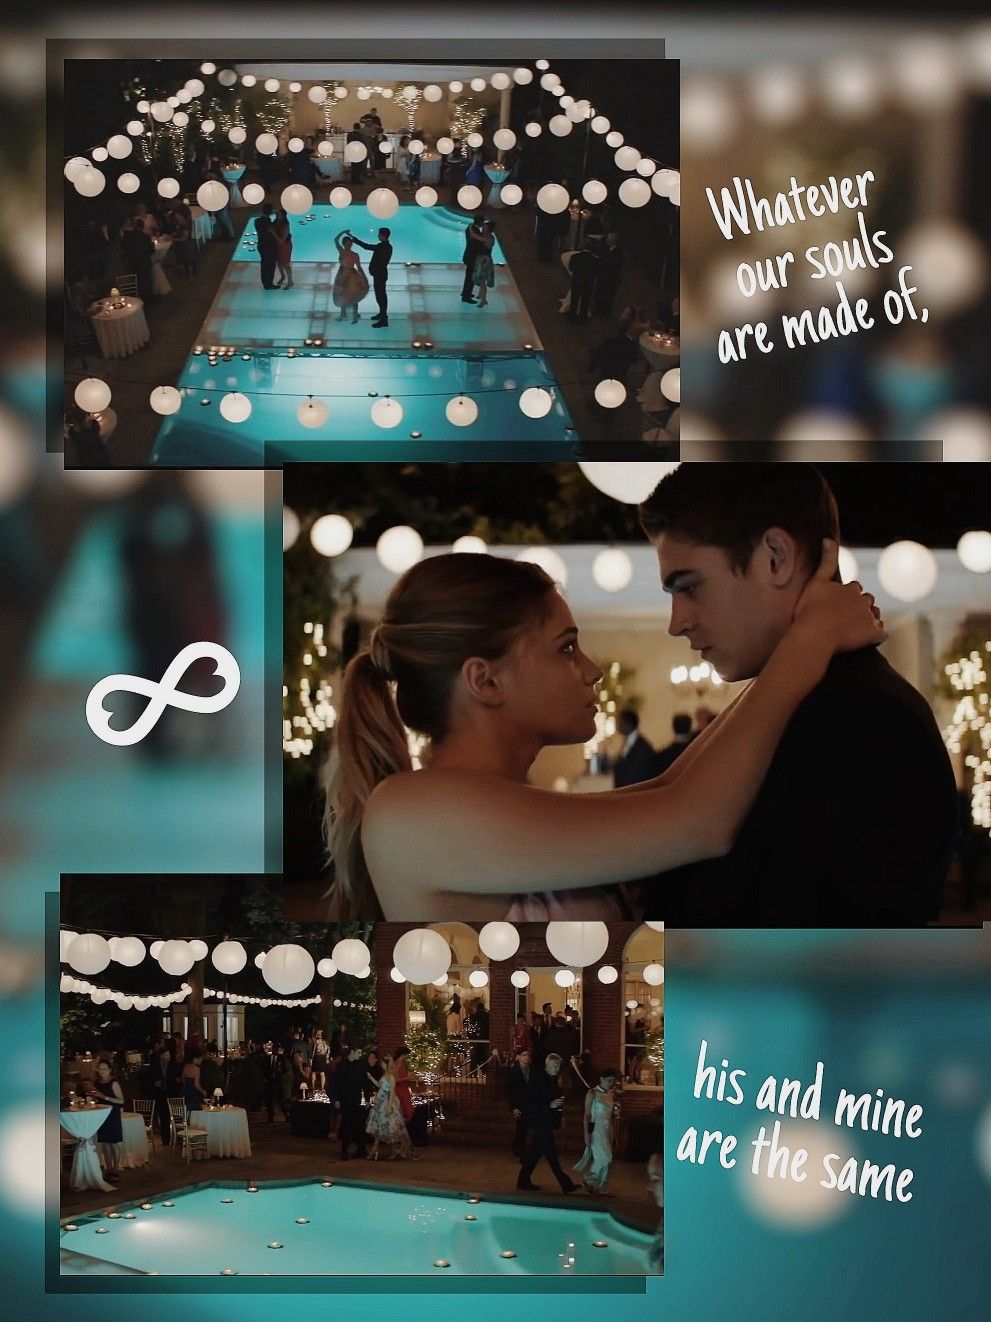 Whatever
our souls
are made of,
his and mine
are the same